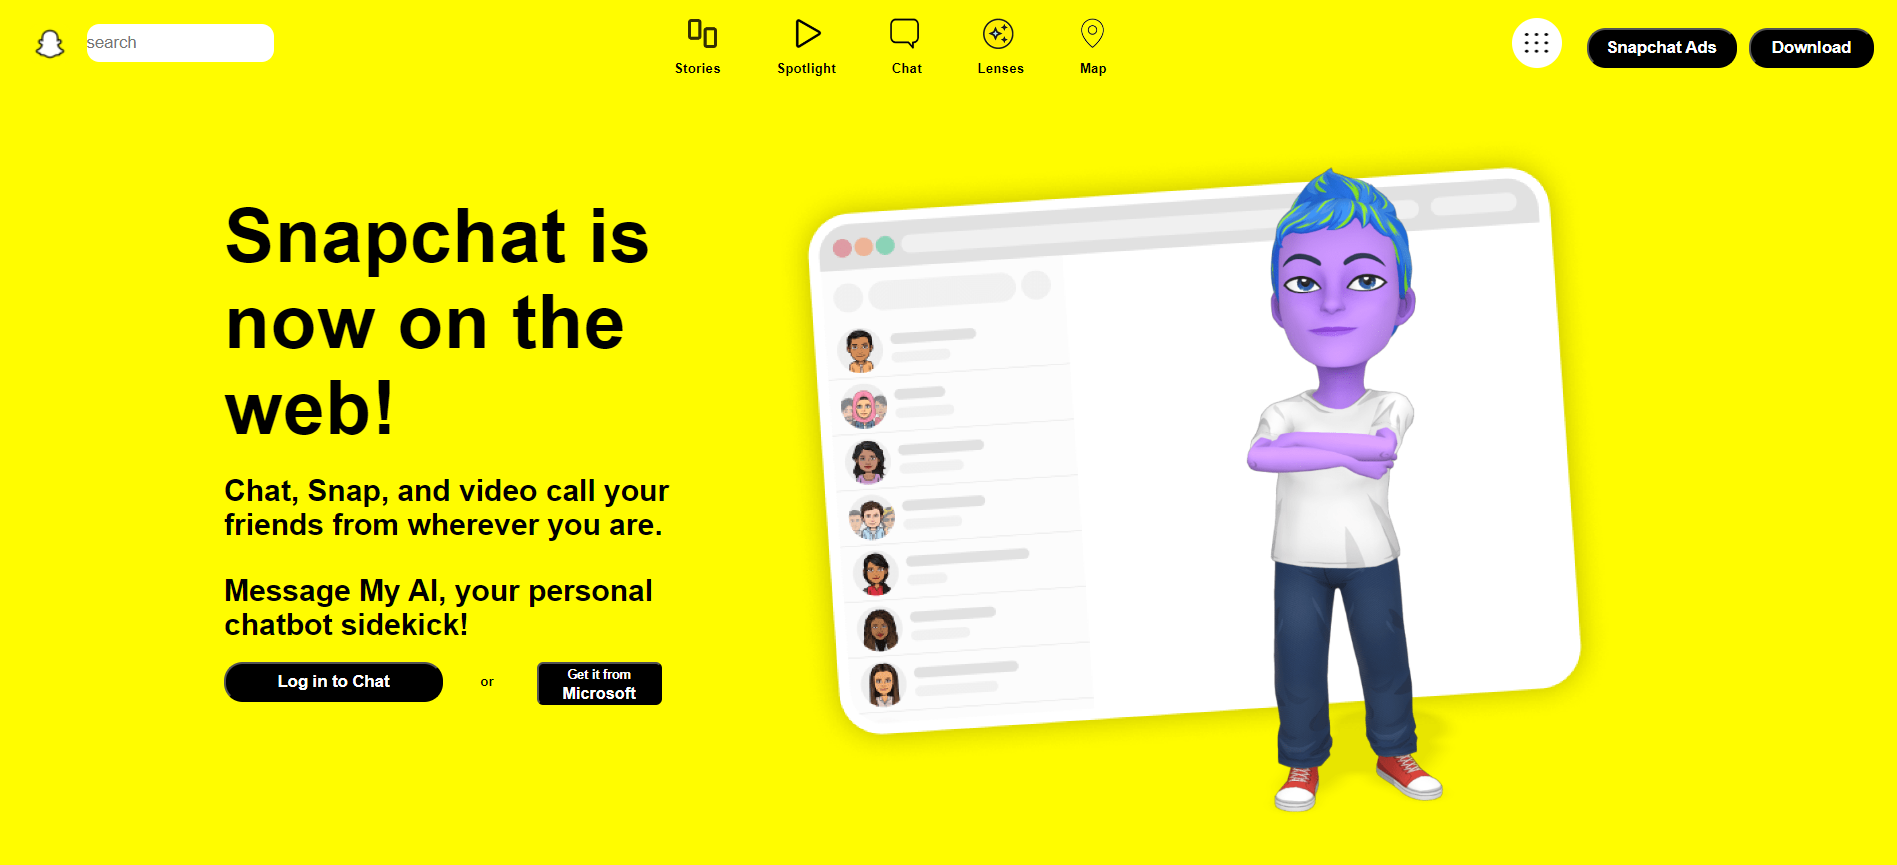 search
Stories
Spotlight
Chat
Lenses
Map
Snapchat Ads
Download
Snapchat is
now on the
web!
Chat, Snap, and video call your
friends from wherever you are.
Message My AI, your personal
chatbot sidekick!
Log in to Chat
or
Get it from
Microsoft